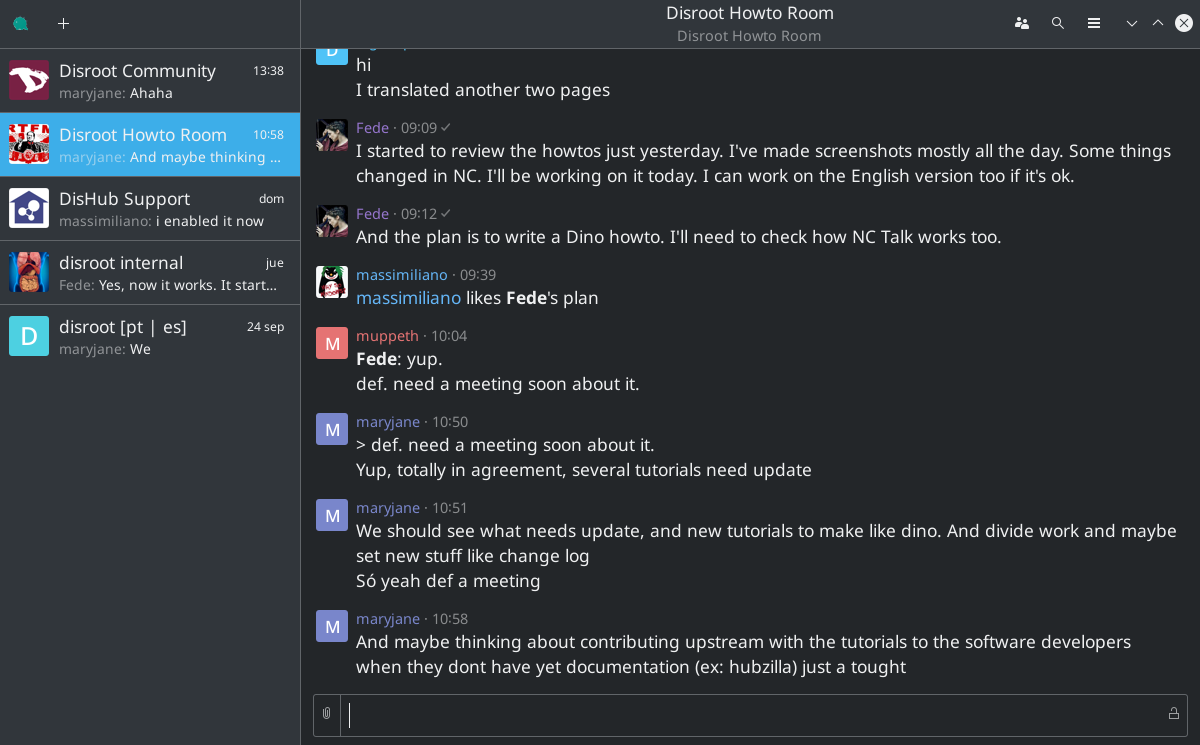 Disroot Howto Room
Disroot Howto Room
Disroot Community 13:38
maryjane: Ahaha
Disroot Howto Room 10:58
maryjane: And maybe thinking ...
DisHub Support dom
massimiliano: i enabled it now
disroot internal jue
Fede: Yes, now it works. It start...
D
disroot [pt | es] 24 sep
maryjane: We
D
hi
I translated another two pages
Fede · 09:09
I started to review the howtos just yesterday. I've made screenshots mostly all the day. Some things
changed in NC. I'll be working on it today. I can work on the English version too if it's ok.
Fede · 09:12
And the plan is to write a Dino howto. I'll need to check how NC Talk works too.
massimiliano · 09:39
massimiliano likes Fede's plan
M
muppeth · 10:04
Fede: yup.
def. need a meeting soon about it.
M
maryjane · 10:50
> def. need a meeting soon about it.
Yup, totally in agreement, several tutorials need update
M
maryjane · 10:51
We should see what needs update, and new tutorials to make like dino. And divide work and maybe
set new stuff like change log
Só yeah def a meeting
M
maryjane · 10:58
And maybe thinking about contributing upstream with the tutorials to the software developers
when they dont have yet documentation (ex: hubzilla) just a tought